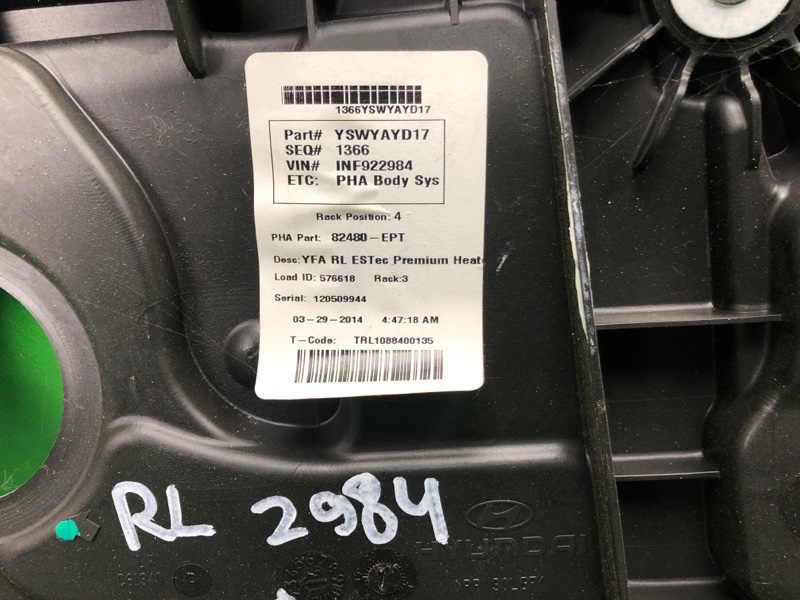 1366YSWYAYD17
Part# YSWYAYD17
SEQ# 1366
VIN# INF922984
ETC: PHA Body Sys
Rack Position: 4
PHA Part: 82480-EPT
Desc: YFA RL ESTec Premium Heat
Load ID: 576618 Rack: 3
Serial: 120509944
03-29-2014 4:47:18 AM
T-Code: TRL1088400135
RL 2984
HYUNDAI